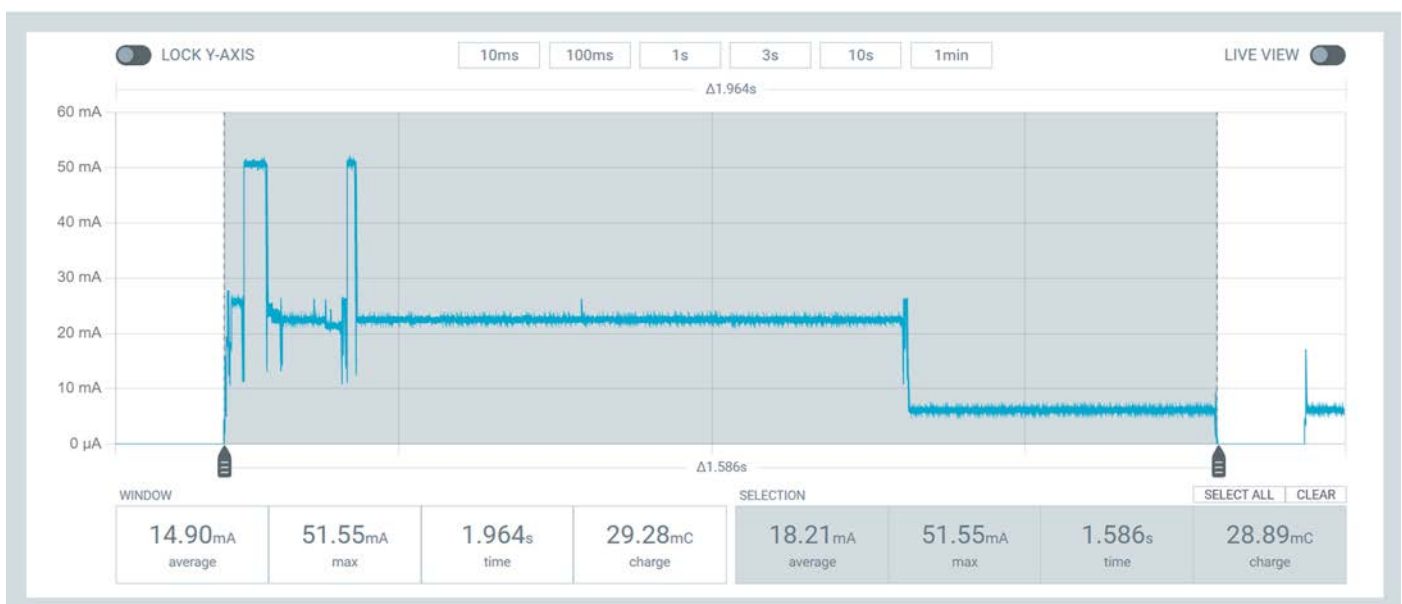 LOCK Y-AXIS 10ms 100ms 1s 3s 10s 1min LIVE VIEW
Δ1.964s
60 mA
50 mA
40 mA
30 mA
20 mA
10 mA
0 µA
Δ1.586s
WINDOW SELECTION SELECT ALL CLEAR
14.90mA 51.55mA 1.964s 29.28mC 18.21mA 51.55mA 1.586s 28.89mC
average max time charge average max time charge